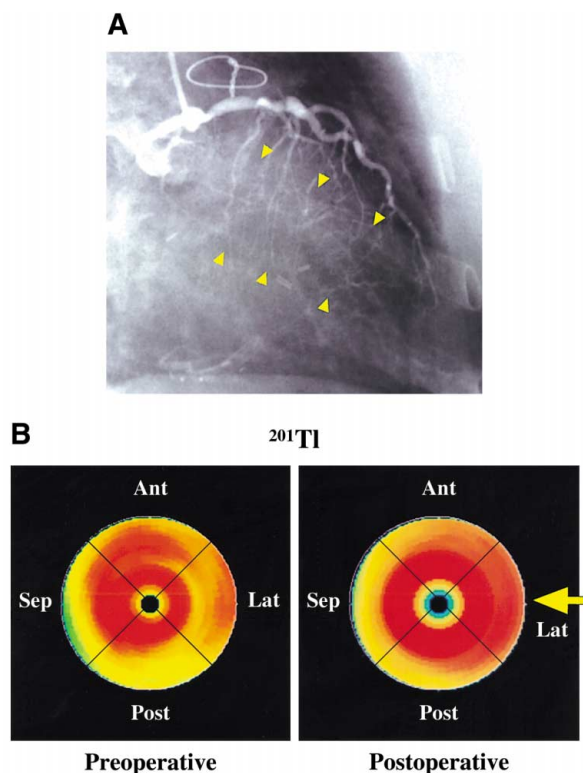 A
B
²⁰¹Tl
Ant
Sep
Lat
Post
Ant
Sep
Lat
Post
Preoperative
Postoperative